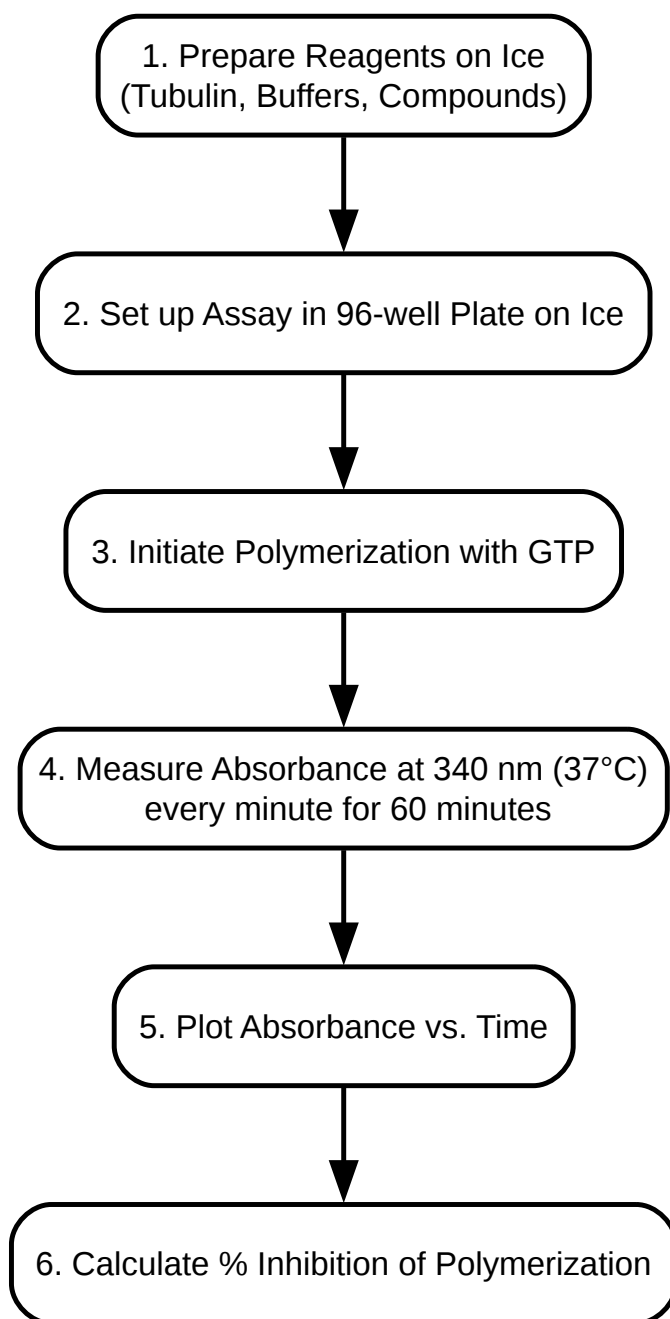 1. Prepare Reagents on Ice
(Tubulin, Buffers, Compounds)
2. Set up Assay in 96-well Plate on Ice
3. Initiate Polymerization with GTP
4. Measure Absorbance at 340 nm (37°C)
every minute for 60 minutes
5. Plot Absorbance vs. Time
6. Calculate % Inhibition of Polymerization